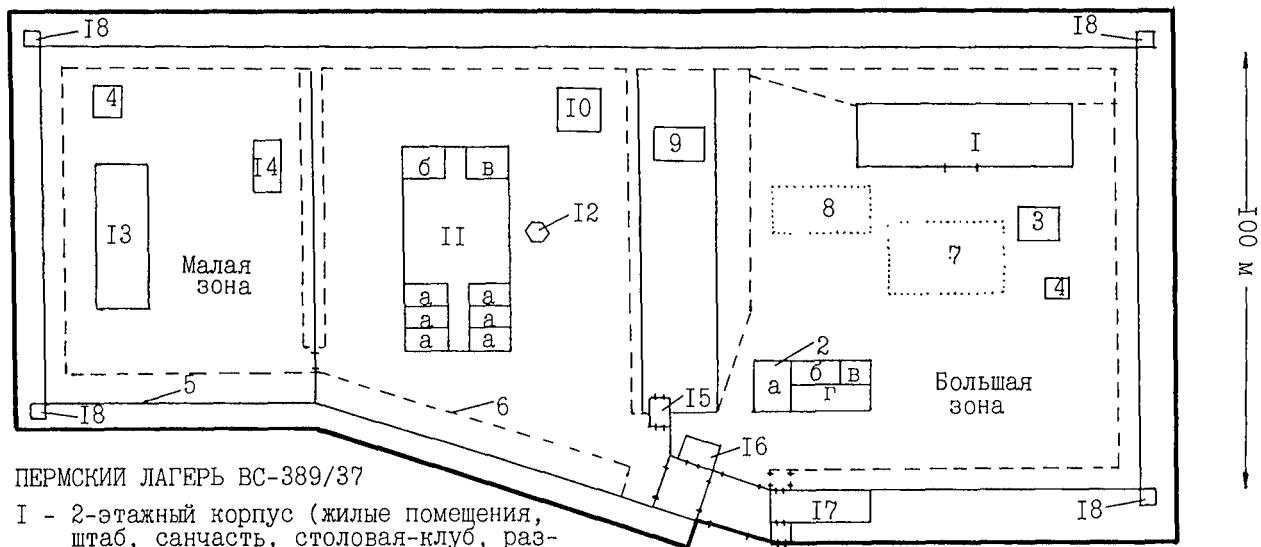 I8
I8
4
I0
I
9
б
в
I4
8
3
I3
II
I2
7
Малая
зона
4
100 м
а
а
а
а
а
а
2
5
а
б
в
г
Большая
зона
6
I5
I8
I6
ПЕРМСКИЙ ЛАГЕРЬ ВС-389/37
I7
I8
I - 2-этажный корпус (жилые помещения,
штаб, санчасть, столовая-клуб, раз-